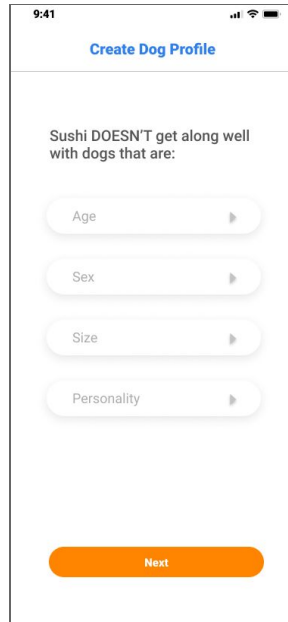 9:41
Create Dog Profile
Sushi DOESN'T get along well
with dogs that are:
Age
Sex
Size
Personality
Next